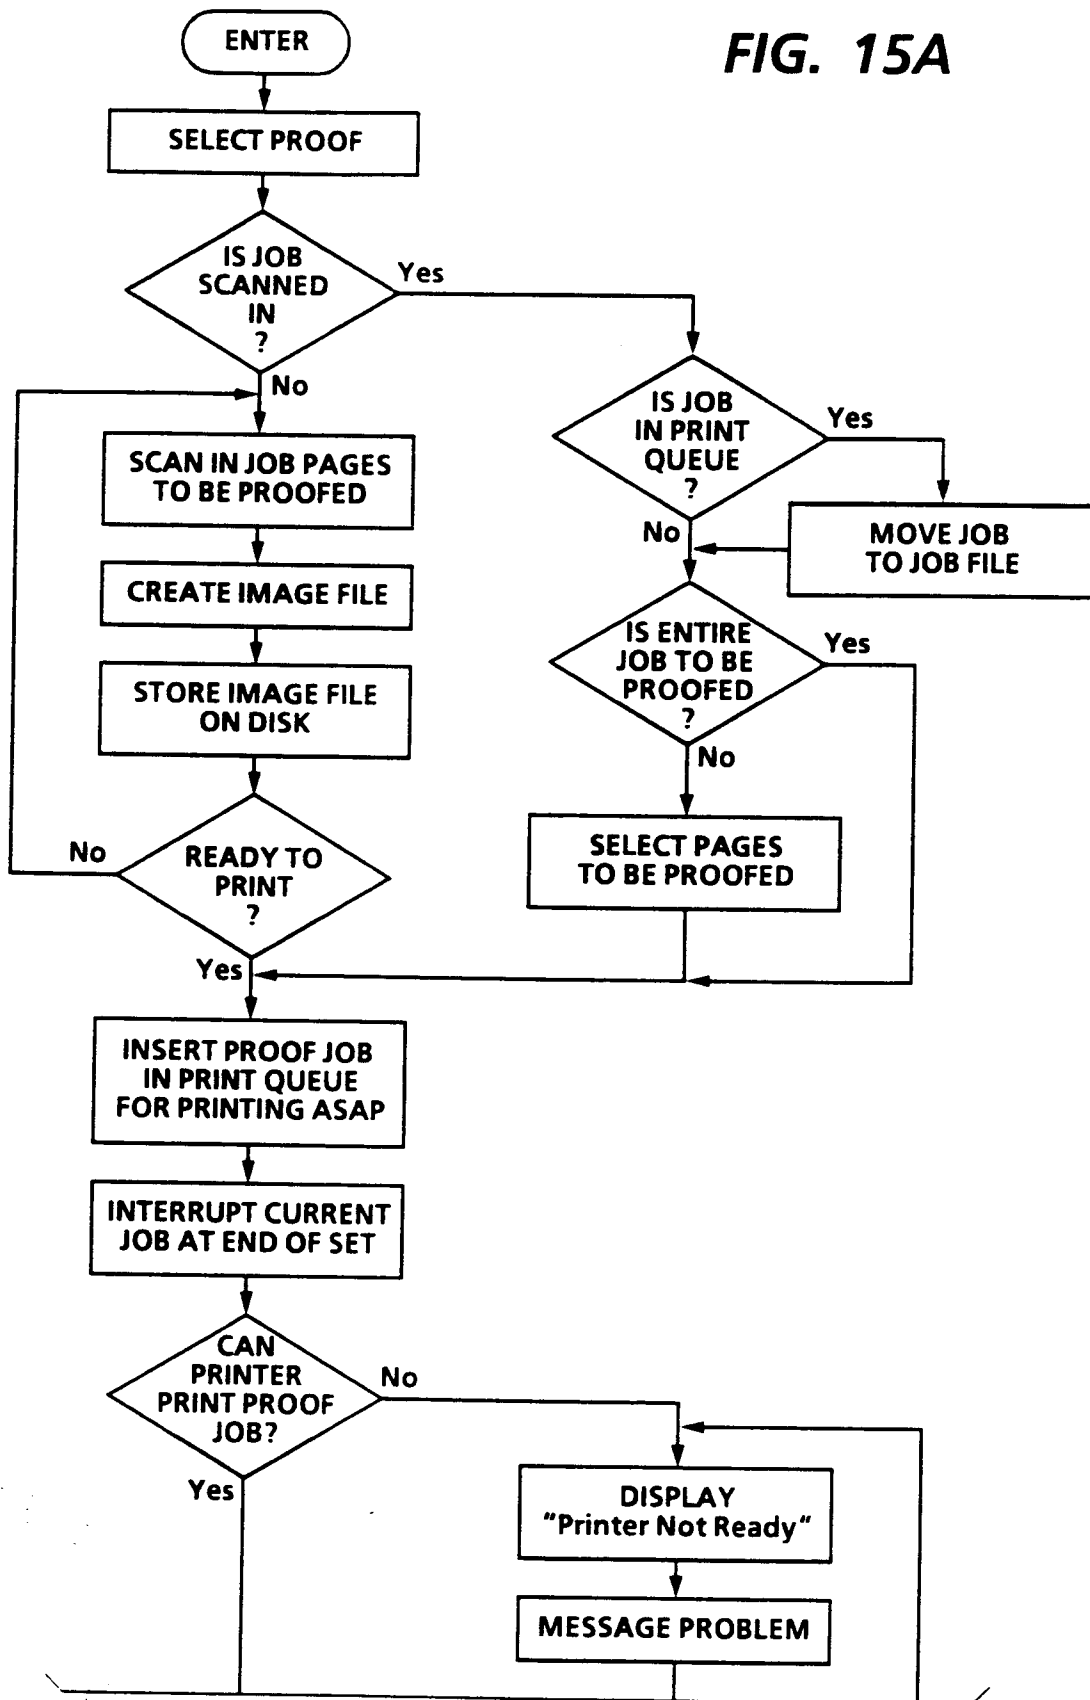 FIG. 15A
ENTER
SELECT PROOF
IS JOB
SCANNED
IN
?
Yes
No
IS JOB
IN PRINT
QUEUE
?
Yes
No
MOVE JOB
TO JOB FILE
SCAN IN JOB PAGES
TO BE PROOFED
CREATE IMAGE FILE
STORE IMAGE FILE
ON DISK
IS ENTIRE
JOB TO BE
PROOFED
?
Yes
No
SELECT PAGES
TO BE PROOFED
READY TO
PRINT
?
No
Yes
INSERT PROOF JOB
IN PRINT QUEUE
FOR PRINTING ASAP
INTERRUPT CURRENT
JOB AT END OF SET
CAN
PRINTER
PRINT PROOF
JOB?
No
Yes
DISPLAY
"Printer Not Ready"
MESSAGE PROBLEM